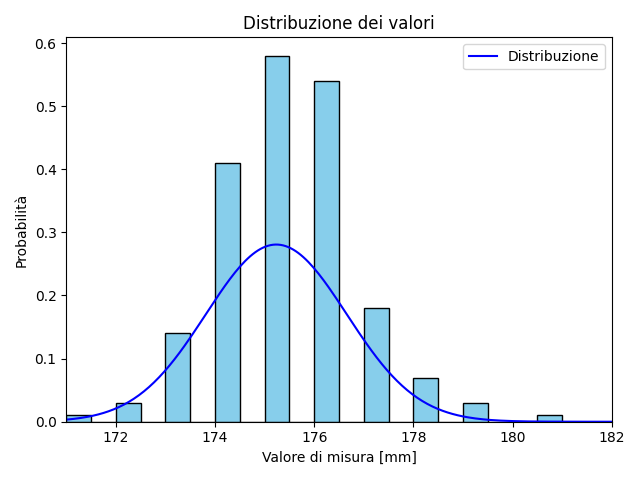 Distribuzione dei valori
Distribuzione
Probabilità
0.6
0.5
0.4
0.3
0.2
0.1
0.0
172 174 176 178 180 182
Valore di misura [mm]